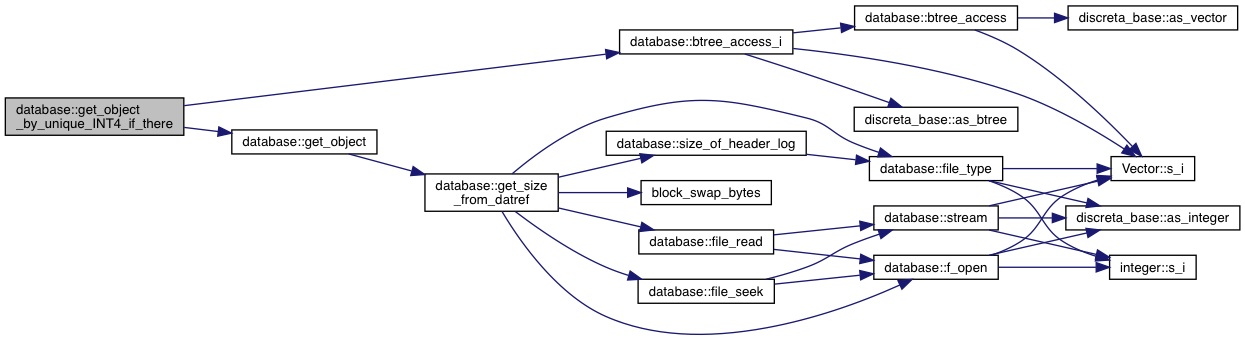 database::get_object
_by_unique_INT4_if_there
database::get_object
database::btree_access_i
database::btree_access
discreta_base::as_vector
discreta_base::as_btree
database::get_size
_from_datref
database::size_of_header_log
block_swap_bytes
database::file_read
database::file_seek
database::file_type
database::stream
database::f_open
Vector::s_i
discreta_base::as_integer
integer::s_i